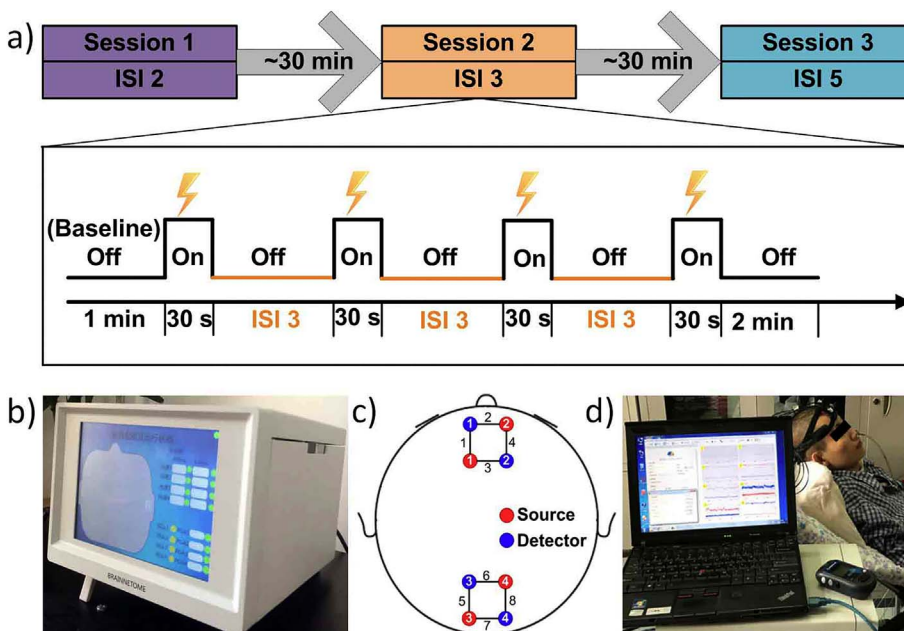 a)
Session 1
ISI 2
~30 min
Session 2
ISI 3
~30 min
Session 3
ISI 5
(Baseline)
Off On Off On Off On Off On Off
1 min 30 s ISI 3 30 s ISI 3 30 s ISI 3 30 s 2 min
b)
BRAINNETOME
c)
2
1 2
1 4
1 2
3
Source
Detector
6
3 4
5 8
3 4
7
d)